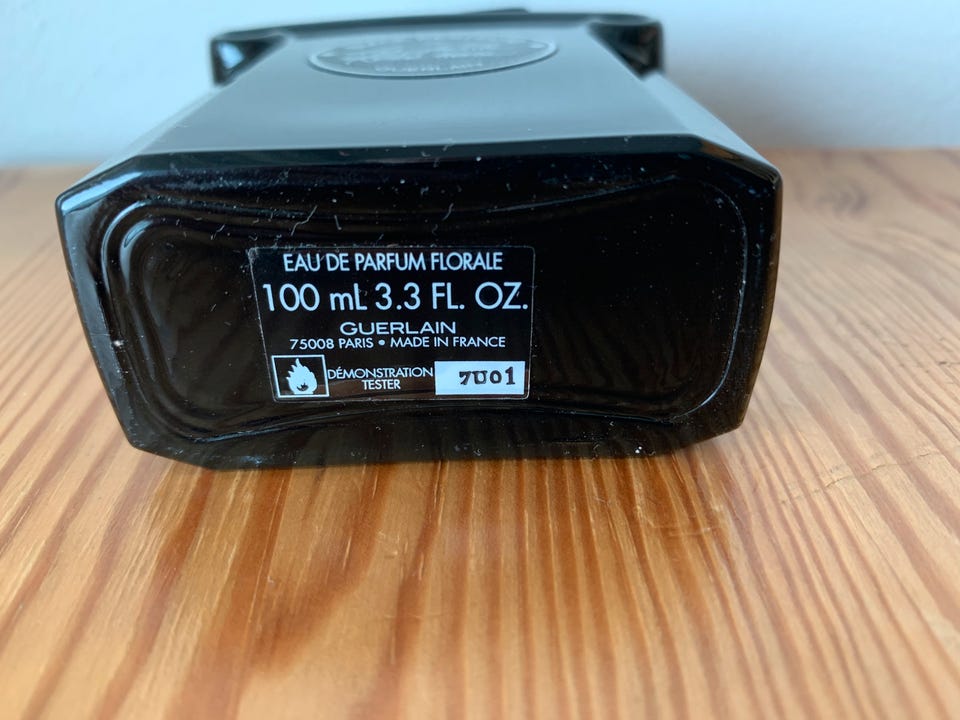 EAU DE PARFUM FLORALE
100 mL 3.3 FL. OZ.
GUERLAIN
75008 PARIS • MADE IN FRANCE
DÉMONSTRATION
TESTER
7U01